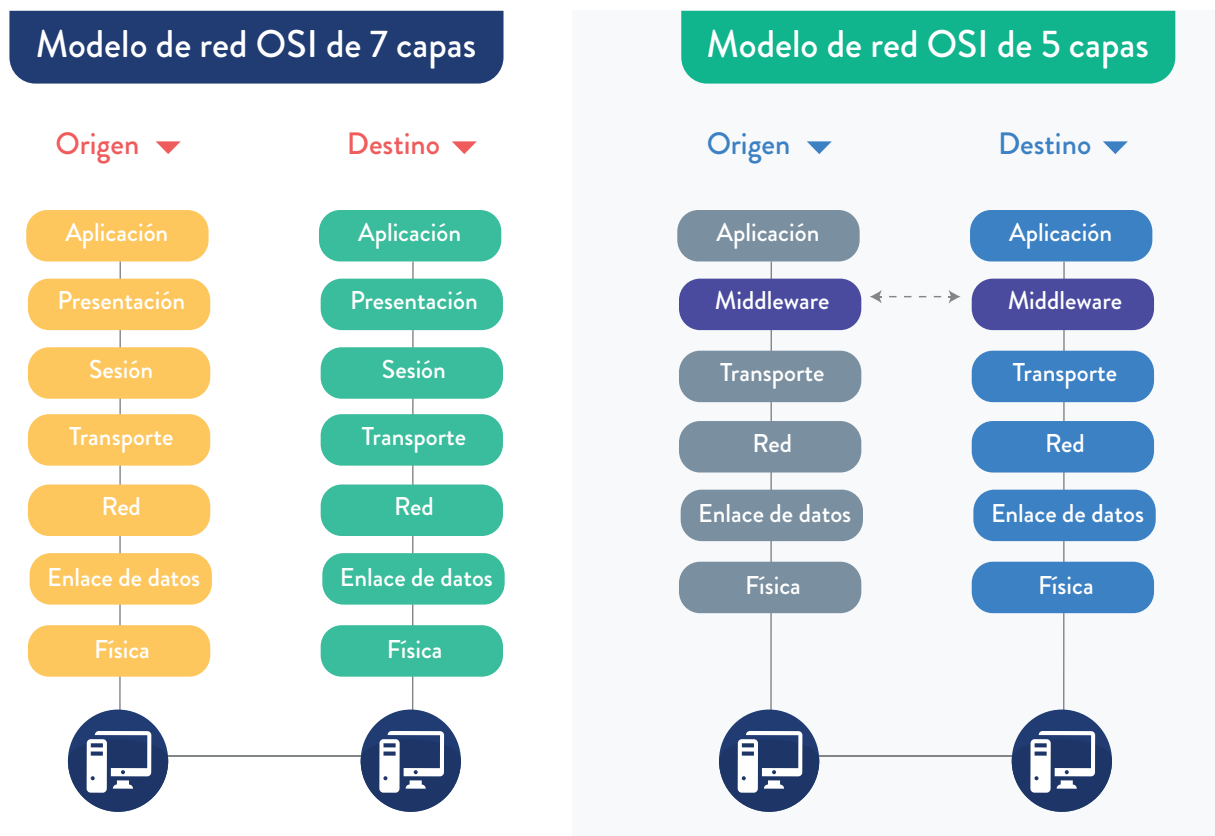 Modelo de red OSI de 7 capas
Origen
Destino
Aplicación
Aplicación
Presentación
Presentación
Sesión
Sesión
Transporte
Transporte
Red
Red
Enlace de datos
Enlace de datos
Física
Física
Modelo de red OSI de 5 capas
Origen
Destino
Aplicación
Aplicación
Middleware
Middleware
Transporte
Transporte
Red
Red
Enlace de datos
Enlace de datos
Física
Física